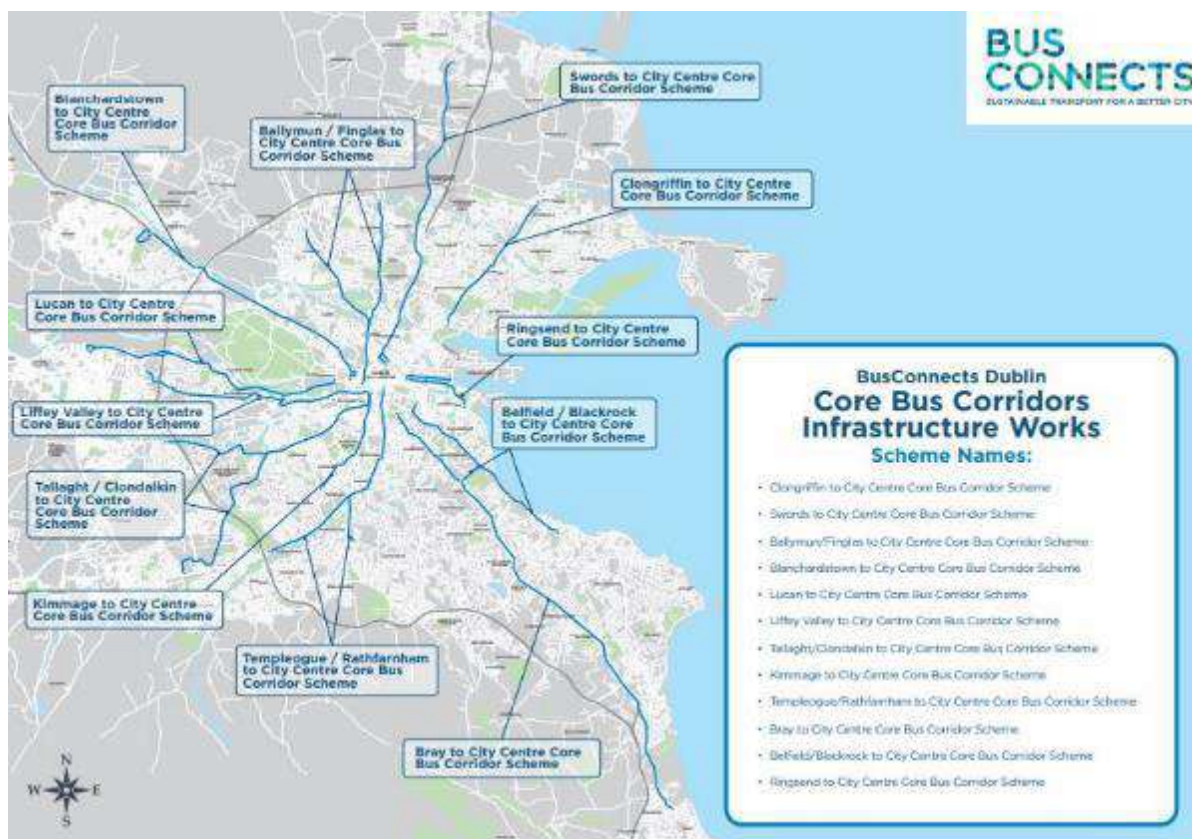 BUS
CONNECTS
SUSTAINABLE TRANSPORT FOR A BETTER CITY
Blanchardstown
to City Centre
Core Bus Corridor
Scheme
Ballymun / Finglas to
City Centre Core Bus
Corridor Scheme
Swords to City Centre Core
Bus Corridor Scheme
Clongriffin to City Centre
Core Bus Corridor Scheme
Lucan to City Centre
Core Bus Corridor Scheme
Ringsend to City Centre
Core Bus Corridor Scheme
Liffey Valley to City Centre
Core Bus Corridor Scheme
Belfield / Blackrock
to City Centre Core
Bus Corridor Scheme
Tallaght / Clondalkin
to City Centre
Core Bus Corridor
Scheme
Kimmage to City Centre
Core Bus Corridor Scheme
Templeogue / Rathfarnham
to City Centre Core Bus
Corridor Scheme
Bray to City Centre Core
Bus Corridor Scheme
N
W E
S
BusConnects Dublin
Core Bus Corridors
Infrastructure Works
Scheme Names:
• Clongriffin to City Centre Core Bus Corridor Scheme
• Swords to City Centre Core Bus Corridor Scheme
• Ballymun/Finglas to City Centre Core Bus Corridor Scheme
• Blanchardstown to City Centre Core Bus Corridor Scheme
• Lucan to City Centre Core Bus Corridor Scheme
• Liffey Valley to City Centre Core Bus Corridor Scheme
• Tallaght/Clondalkin to City Centre Core Bus Corridor Scheme
• Kimmage to City Centre Core Bus Corridor Scheme
• Templeogue/Rathfarnham to City Centre Core Bus Corridor Scheme
• Bray to City Centre Core Bus Corridor Scheme
• Belfield/Blackrock to City Centre Core Bus Corridor Scheme
• Ringsend to City Centre Core Bus Corridor Scheme